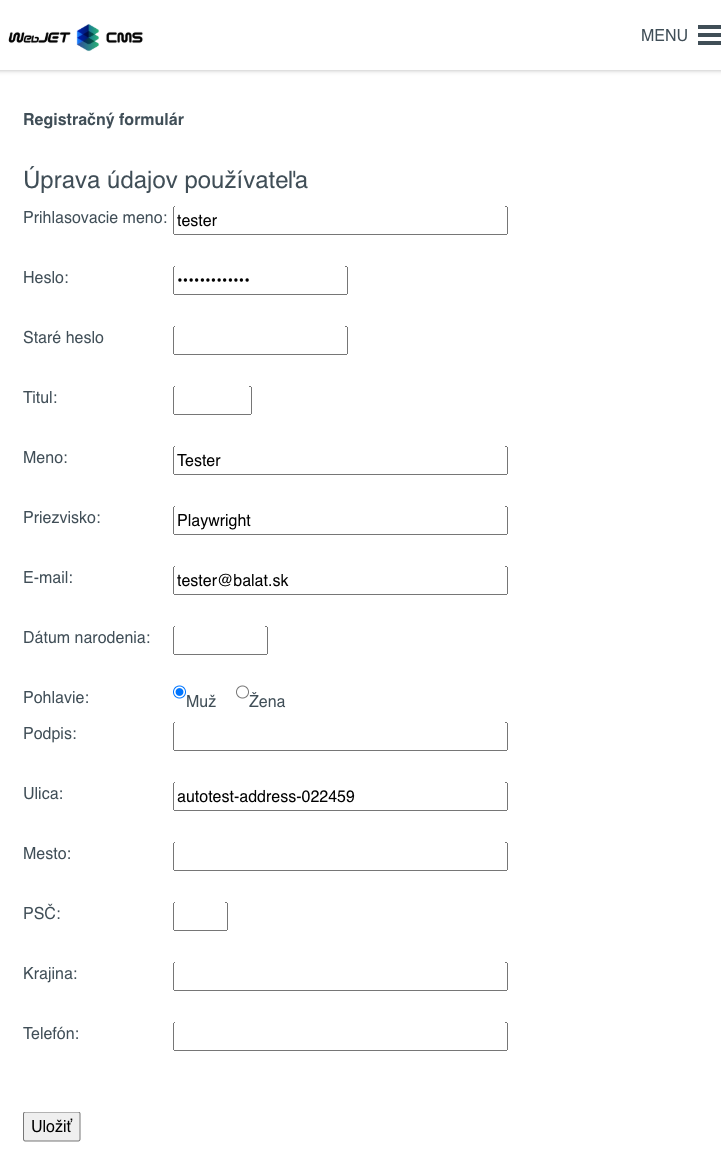 WebJET CMS
MENU
Registračný formulár
Úprava údajov používateľa
Prihlasovacie meno: tester
Heslo: •••••••••••••
Staré heslo
Titul:
Meno: Tester
Priezvisko: Playwright
E-mail: tester@balat.sk
Dátum narodenia:
Pohlavie: Muž Žena
Podpis:
Ulica: autotest-address-022459
Mesto:
PSČ:
Krajina:
Telefón:
Uložiť